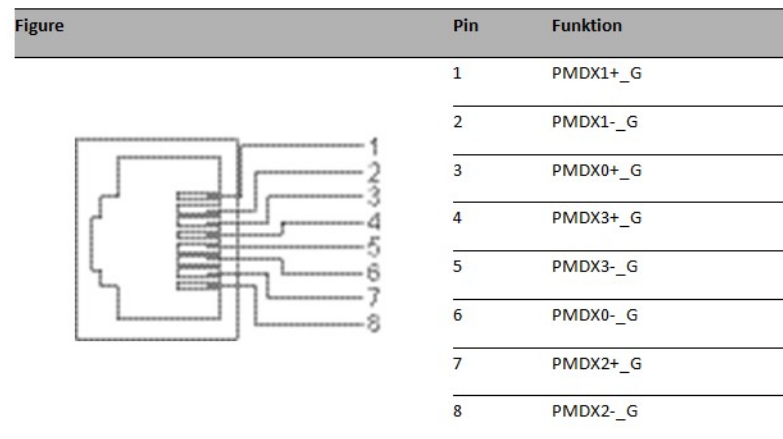 Figure Pin Funktion
1 PMDX1+_G
2 PMDX1-_G
3 PMDX0+_G
4 PMDX3+_G
5 PMDX3-_G
6 PMDX0-_G
7 PMDX2+_G
8 PMDX2-_G
1
2
3
4
5
6
7
8